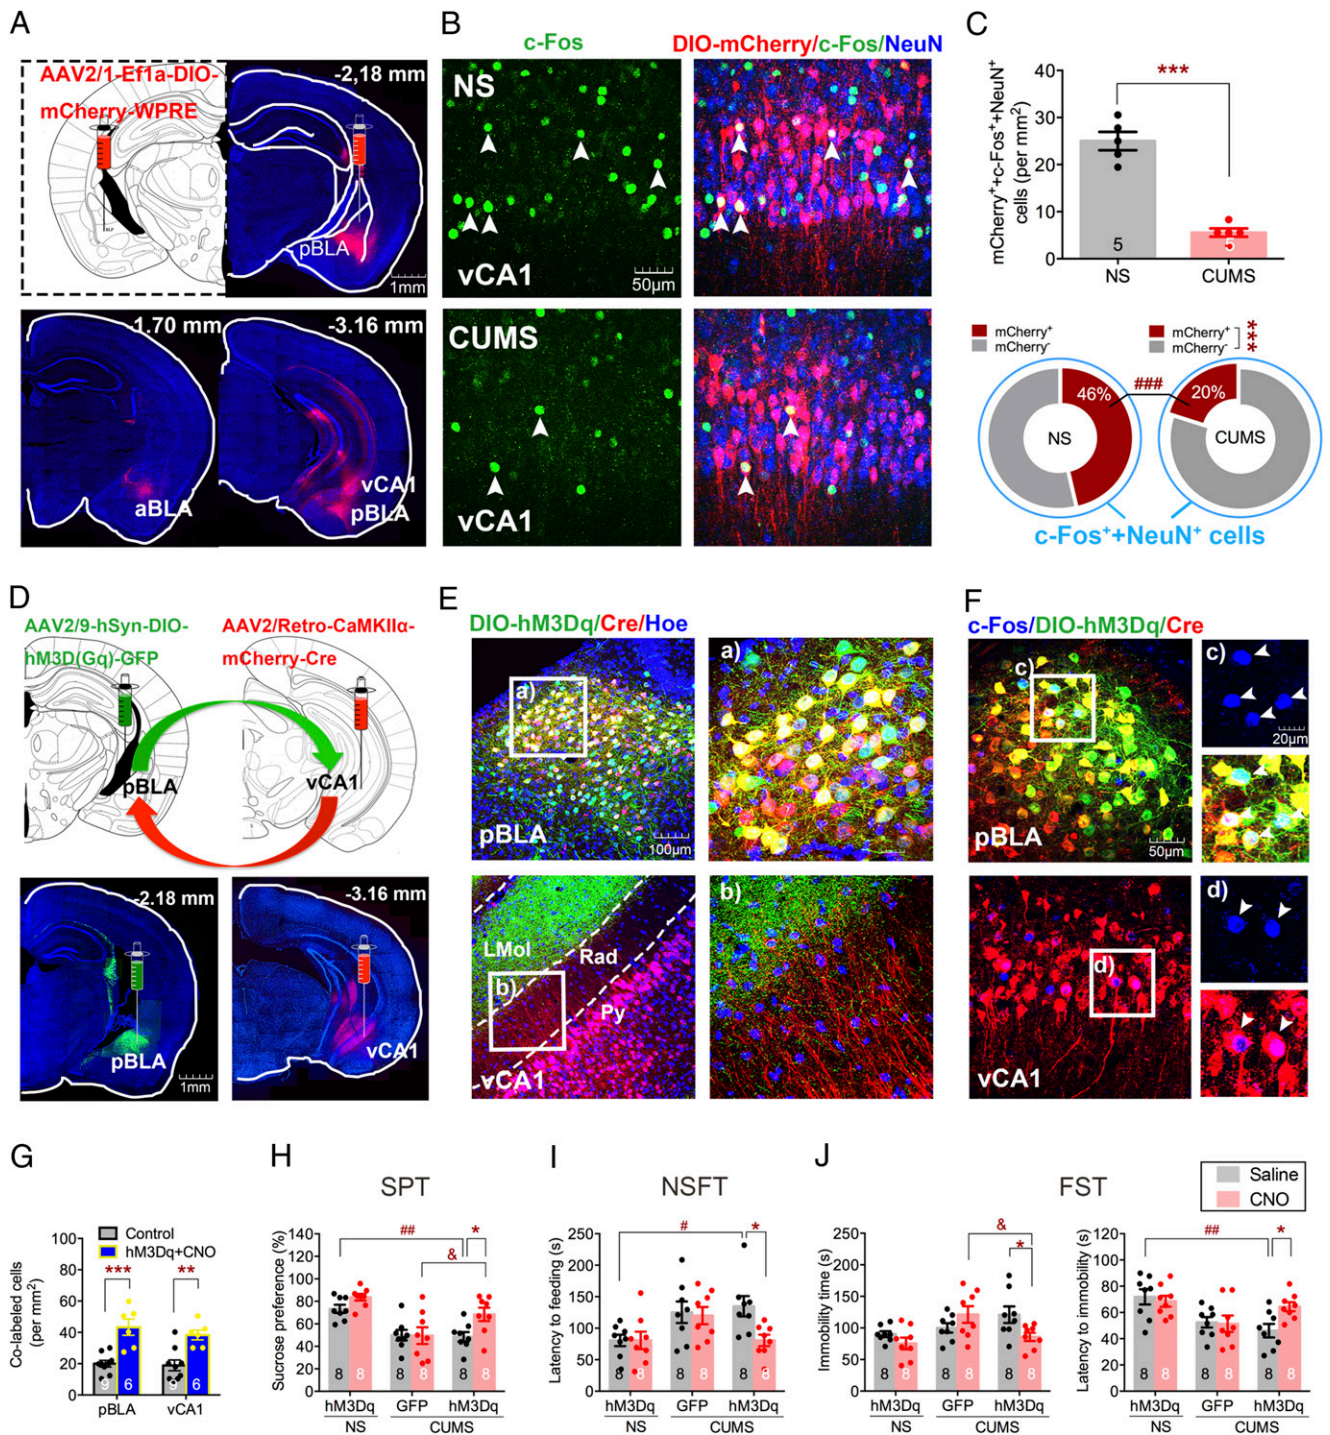 A
AAV2/1-Ef1a-DIO-
mCherry-WPRE
-2,18 mm
pBLA
1mm
-1.70 mm
aBLA
-3.16 mm
vCA1
pBLA
B
c-Fos
DIO-mCherry/c-Fos/NeuN
NS
vCA1
50µm
CUMS
vCA1
C
mCherry⁺+c-Fos⁺+NeuN⁺
cells (per mm²)
40
30
20
10
0
***
5
5
NS
CUMS
mCherry⁺
mCherry⁻
mCherry⁺
mCherry⁻
***
46%
###
20%
NS
CUMS
c-Fos⁺+NeuN⁺ cells
D
AAV2/9-hSyn-DIO-
hM3D(Gq)-GFP
AAV2/Retro-CaMKIIα-
mCherry-Cre
pBLA
vCA1
-2.18 mm
pBLA
1mm
-3.16 mm
vCA1
E
DIO-hM3Dq/Cre/Hoe
a)
pBLA
100µm
a)
LMol
Rad
b)
Py
vCA1
b)
F
c-Fos/DIO-hM3Dq/Cre
c)
pBLA
50µm
c)
20µm
d)
vCA1
d)
G
Control
hM3Dq+CNO
Co-labeled cells
(per mm²)
100
80
60
40
20
0
***
**
9
6
9
6
pBLA
vCA1
H
SPT
Sucrose preference (%)
140
120
100
80
60
40
20
0
##
*
&
8
8
8
8
8
8
hM3Dq
GFP
hM3Dq
NS
CUMS
I
NSFT
Latency to feeding (s)
250
200
150
100
50
0
#
*
8
8
8
8
8
8
hM3Dq
GFP
hM3Dq
NS
CUMS
J
FST
Saline
CNO
Immobility time (s)
250
200
150
100
50
0
&
*
8
8
8
8
8
8
hM3Dq
GFP
hM3Dq
NS
CUMS
Latency to immobility (s)
120
100
80
60
40
20
0
##
*
8
8
8
8
8
8
hM3Dq
GFP
hM3Dq
NS
CUMS